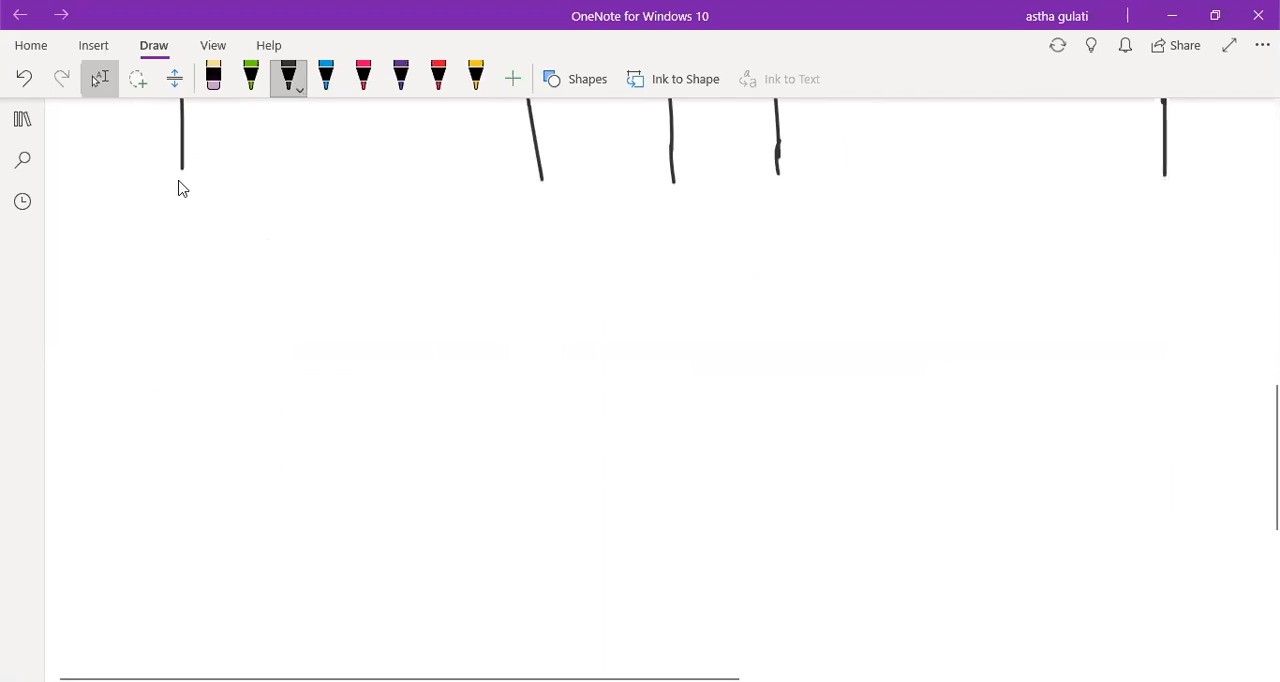 OneNote for Windows 10
astha gulati
Home Insert Draw View Help
Share
Shapes Ink to Shape Ink to Text